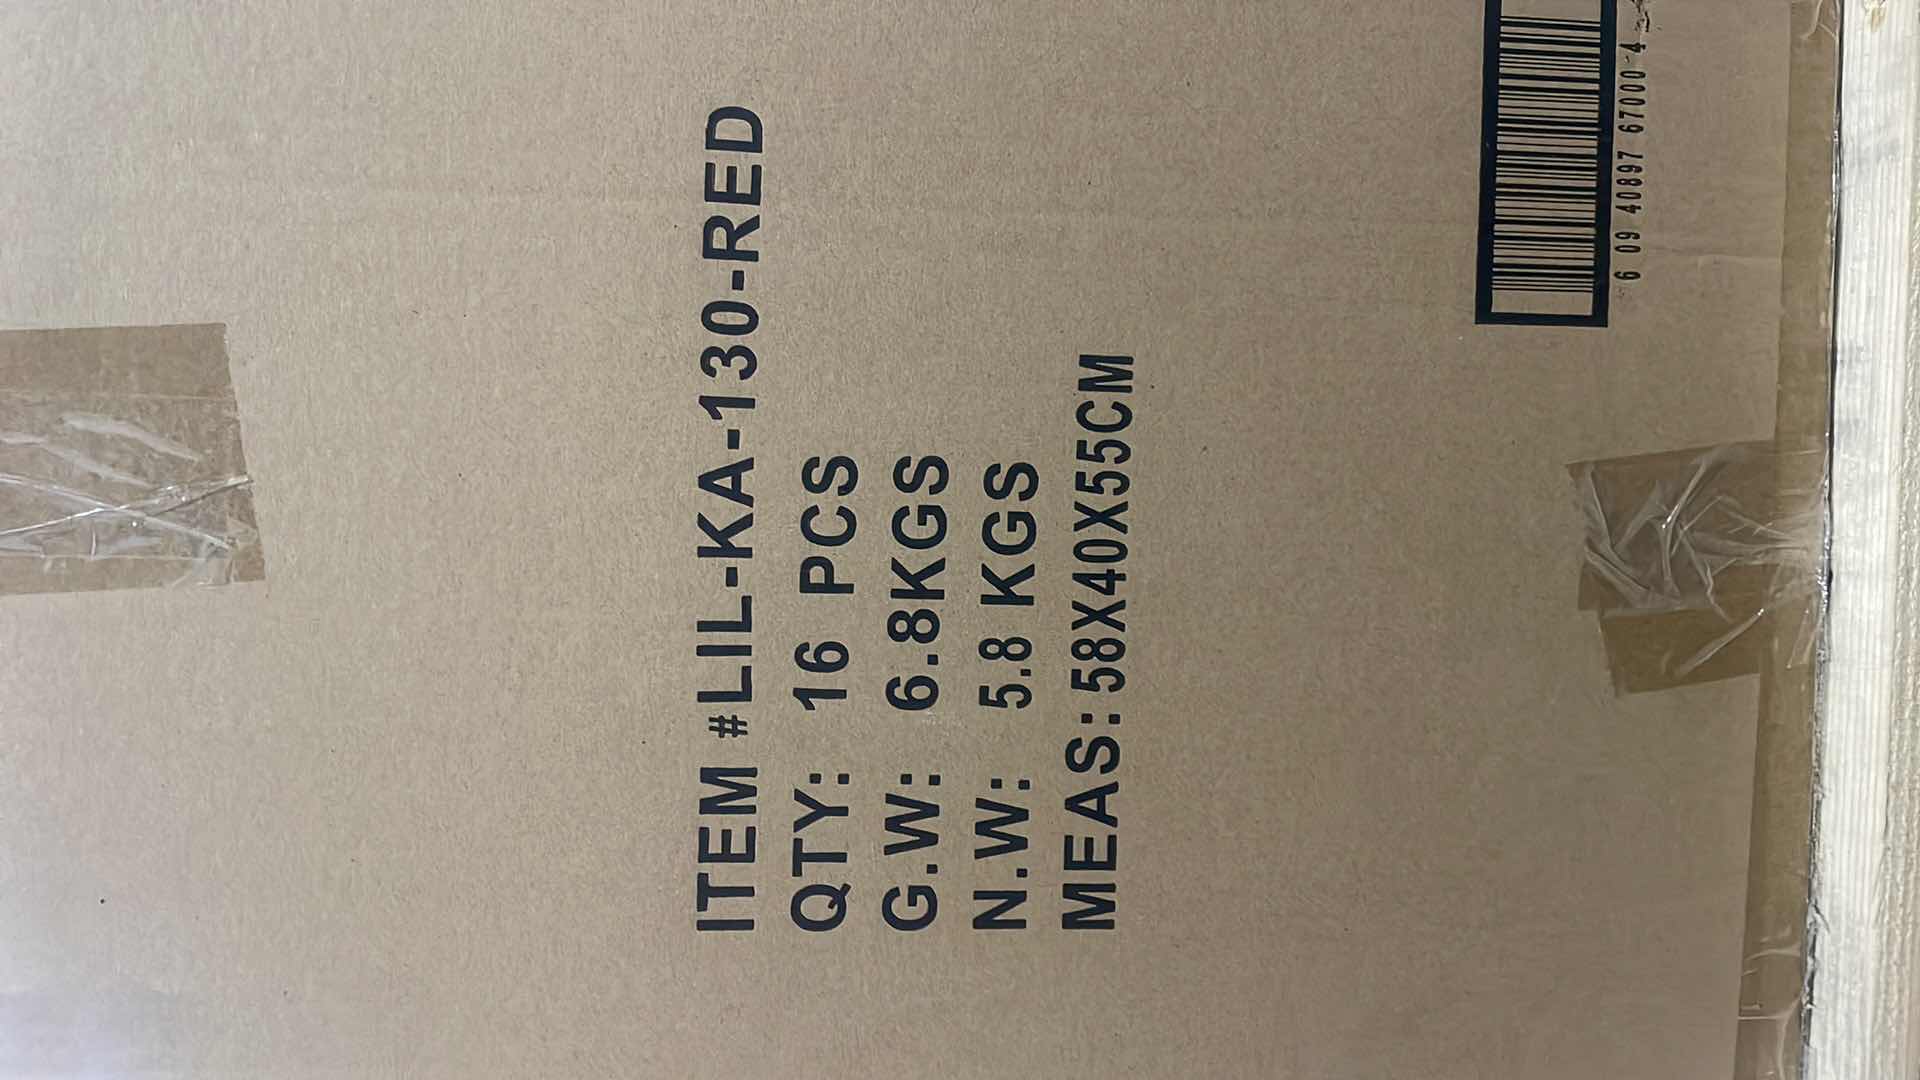 ITEM #LIL-KA-130-RED
QTY: 16 PCS
G.W: 6.8KGS
N.W: 5.8 KGS
MEAS: 58X40X55CM
6 09 40897 67000 4